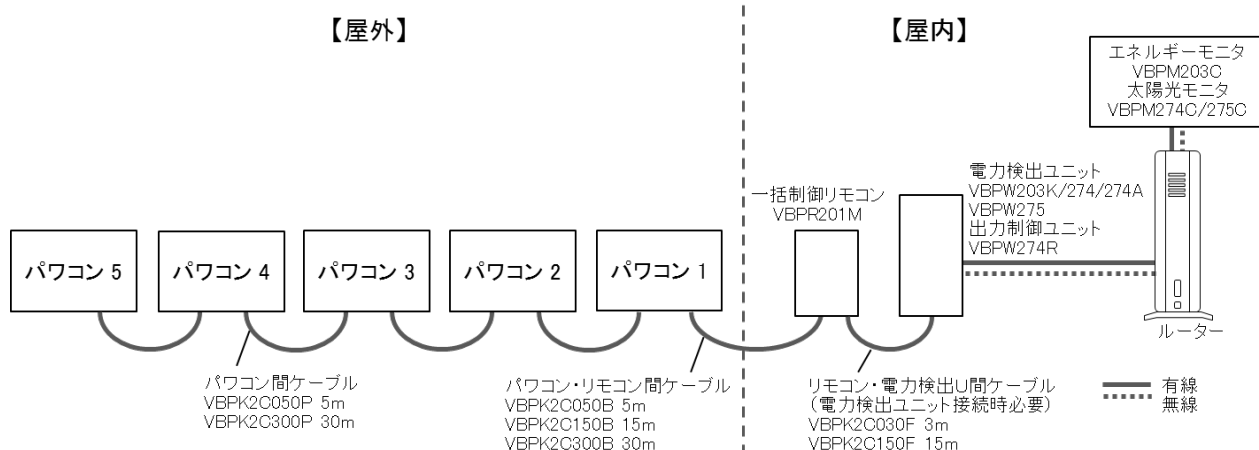 【屋外】
【屋内】
エネルギーモニタ
VBPM203C
太陽光モニタ
VBPM274C/275C
電力検出ユニット
VBPW203K/274/274A
VBPW275
出力制御ユニット
VBPW274R
一括制御リモコン
VBPR201M
パワコン 5
パワコン 4
パワコン 3
パワコン 2
パワコン 1
ルーター
パワコン間ケーブル
VBPK2C050P 5m
VBPK2C300P 30m
パワコン・リモコン間ケーブル
VBPK2C050B 5m
VBPK2C150B 15m
VBPK2C300B 30m
リモコン・電力検出U間ケーブル
（電力検出ユニット接続時必要）
VBPK2C030F 3m
VBPK2C150F 15m
有線
無線